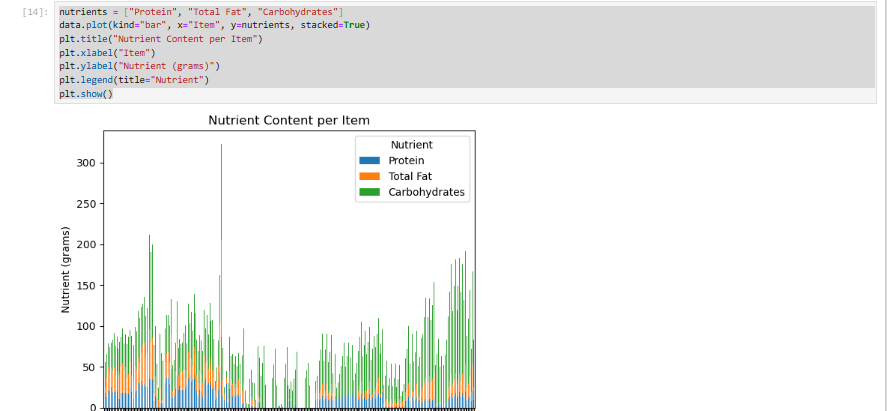 [14]:
nutrients = ["Protein", "Total Fat", "Carbohydrates"]
data.plot(kind="bar", x="Item", y=nutrients, stacked=True)
plt.title("Nutrient Content per Item")
plt.xlabel("Item")
plt.ylabel("Nutrient (grams)")
plt.legend(title="Nutrient")
plt.show()
Nutrient Content per Item
Nutrient
Protein
Total Fat
Carbohydrates
Nutrient (grams)
300
250
200
150
100
50
0